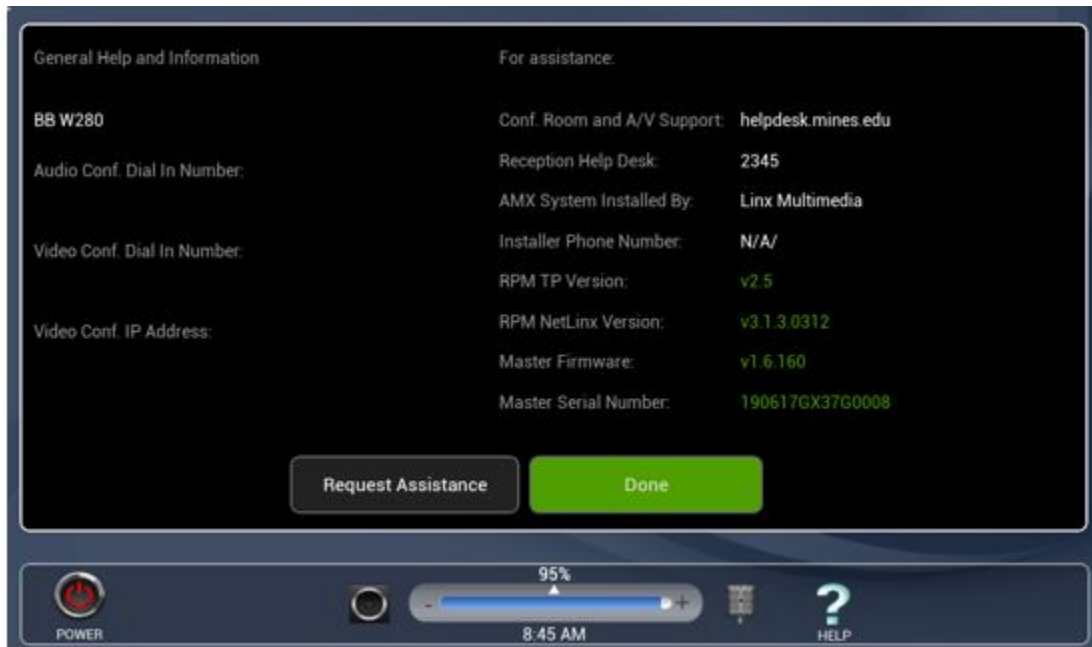 General Help and Information
For assistance:
BB W280
Conf. Room and A/V Support: helpdesk.mines.edu
Audio Conf. Dial In Number:
Reception Help Desk: 2345
AMX System Installed By: Linx Multimedia
Video Conf. Dial In Number:
Installer Phone Number: N/A/
RPM TP Version: v2.5
Video Conf. IP Address:
RPM NetLinx Version: v3.1.3.0312
Master Firmware: v1.6.160
Master Serial Number: 190617GX37G0008
Request Assistance
Done
95%
- +
POWER
8:45 AM
HELP